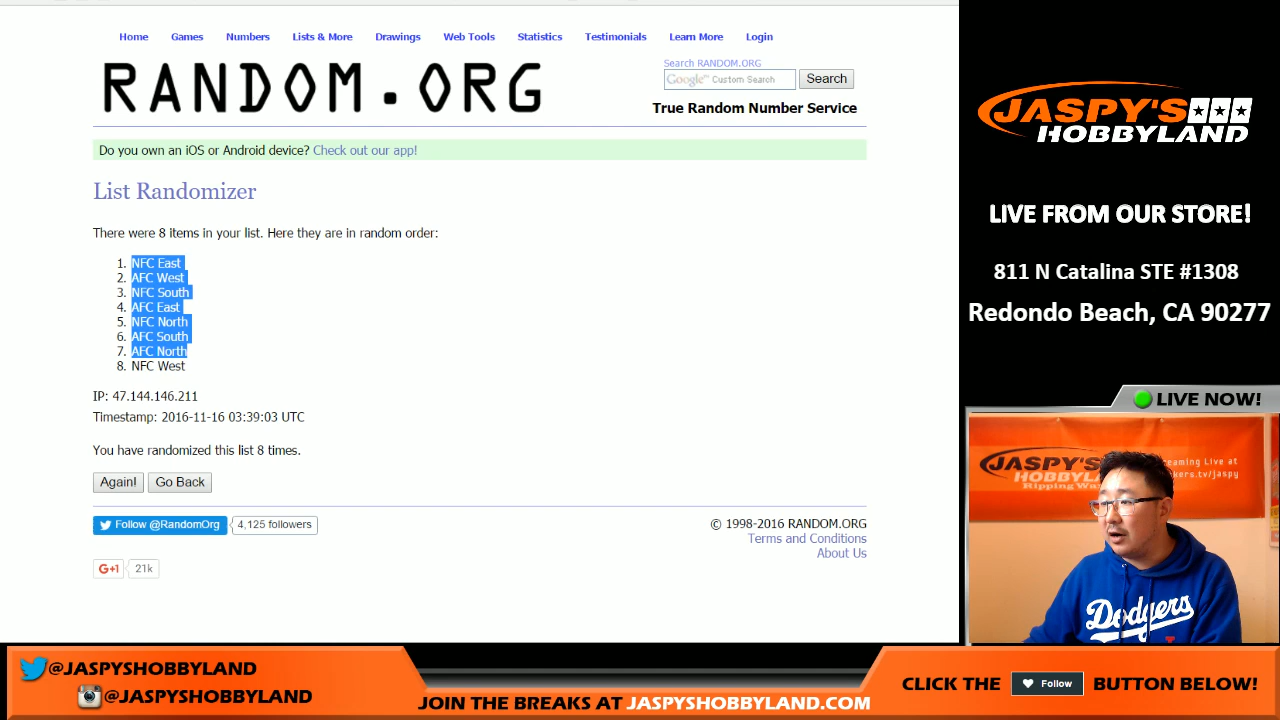 Home Games Numbers Lists & More Drawings Web Tools Statistics Testimonials Learn More Login
RANDOM.ORG
Search RANDOM.ORG
Google™ Custom Search
Search
True Random Number Service
Do you own an iOS or Android device? Check out our app!
List Randomizer
There were 8 items in your list. Here they are in random order:
1. NFC East
2. AFC West
3. NFC South
4. AFC East
5. NFC North
6. AFC South
7. AFC North
8. NFC West
IP: 47.144.146.211
Timestamp: 2016-11-16 03:39:03 UTC
You have randomized this list 8 times.
Again! Go Back
Follow @RandomOrg 4,125 followers
G+1 21k
© 1998-2016 RANDOM.ORG
Terms and Conditions
About Us
JASPY'S
HOBBYLAND
LIVE FROM OUR STORE!
811 N Catalina STE #1308
Redondo Beach, CA 90277
LIVE NOW!
JASPY'S
HOBBYLAND
Ripping
Live at
Dodgers
@JASPYSHOBBYLAND
@JASPYSHOBBYLAND
JOIN THE BREAKS AT JASPYSHOBBYLAND.COM
CLICK THE Follow BUTTON BELOW!